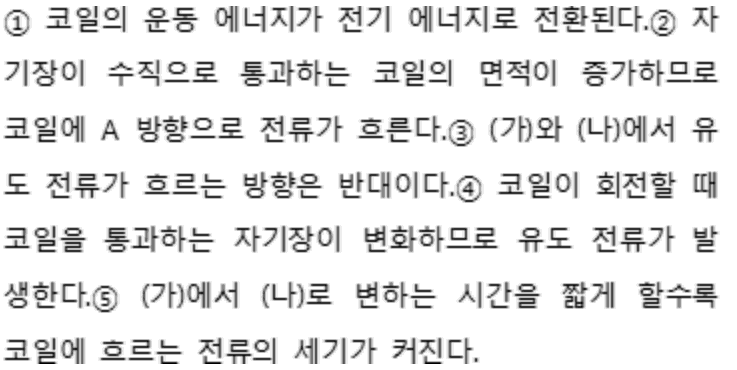 ① 코일의 운동 에너지가 전기 에너지로 전환된다.② 자
기장이 수직으로 통과하는 코일의 면적이 증가하므로
코일에 A 방향으로 전류가 흐른다.③ (가)와 (나)에서 유
도 전류가 흐르는 방향은 반대이다.④ 코일이 회전할 때
코일을 통과하는 자기장이 변화하므로 유도 전류가 발
생한다.⑤ (가)에서 (나)로 변하는 시간을 짧게 할수록
코일에 흐르는 전류의 세기가 커진다.